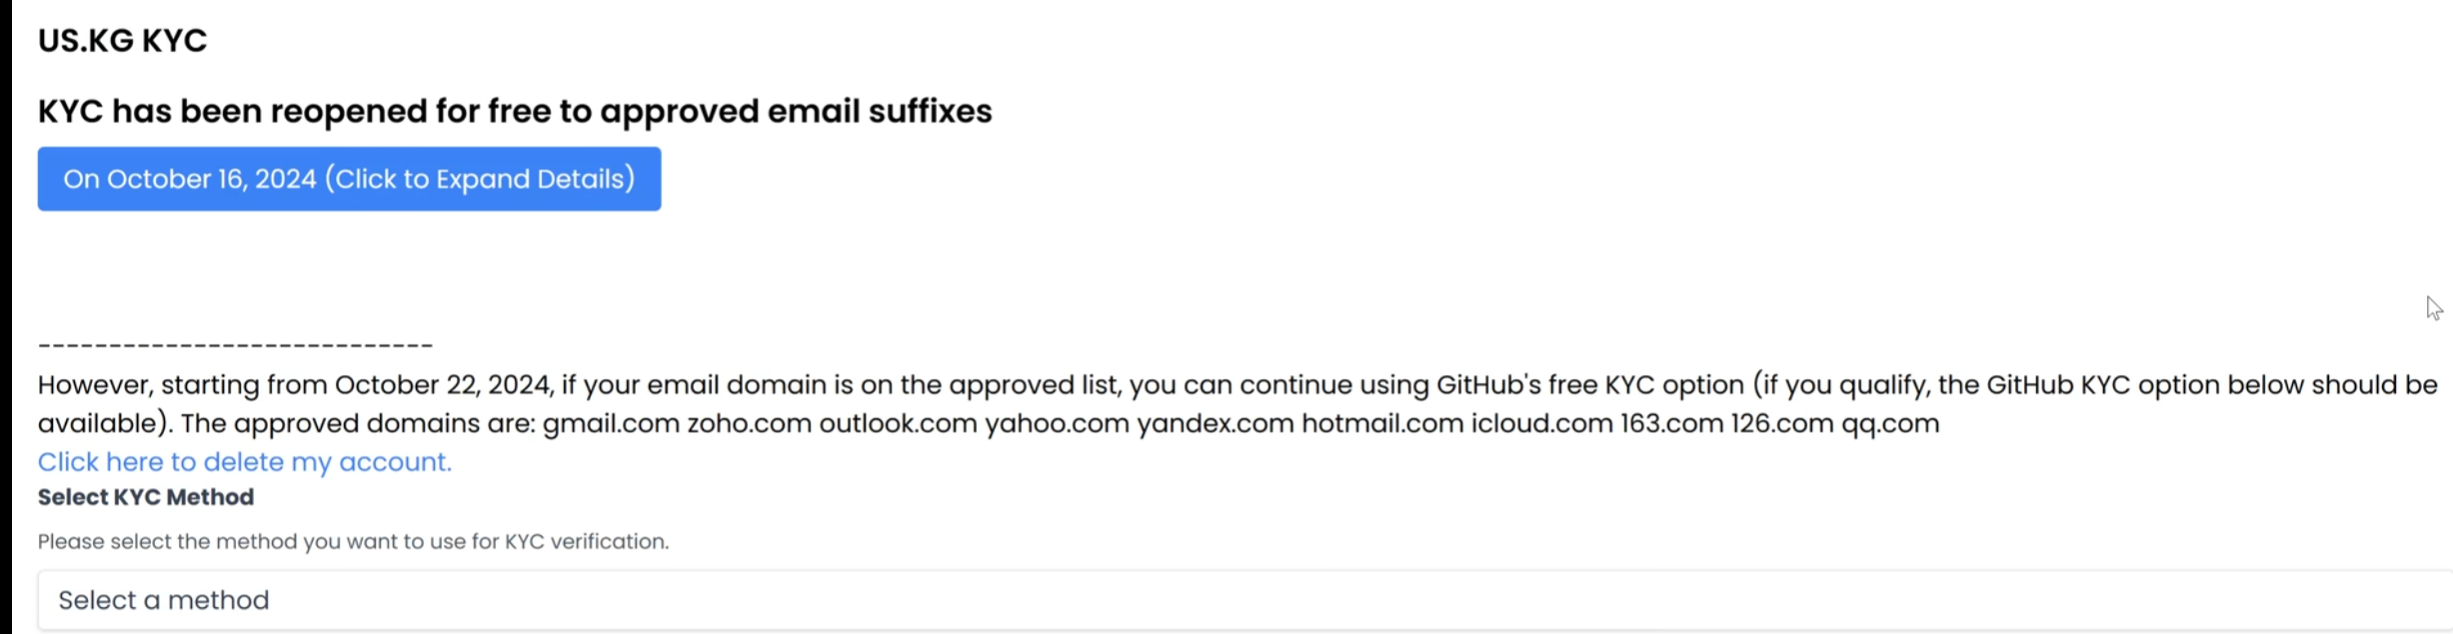 US.KG KYC
KYC has been reopened for free to approved email suffixes
On October 16, 2024 (Click to Expand Details)
----------------------------
However, starting from October 22, 2024, if your email domain is on the approved list, you can continue using GitHub's free KYC option (if you qualify, the GitHub KYC option below should be
available). The approved domains are: gmail.com zoho.com outlook.com yahoo.com yandex.com hotmail.com icloud.com 163.com 126.com qq.com
Click here to delete my account.
Select KYC Method
Please select the method you want to use for KYC verification.
Select a method